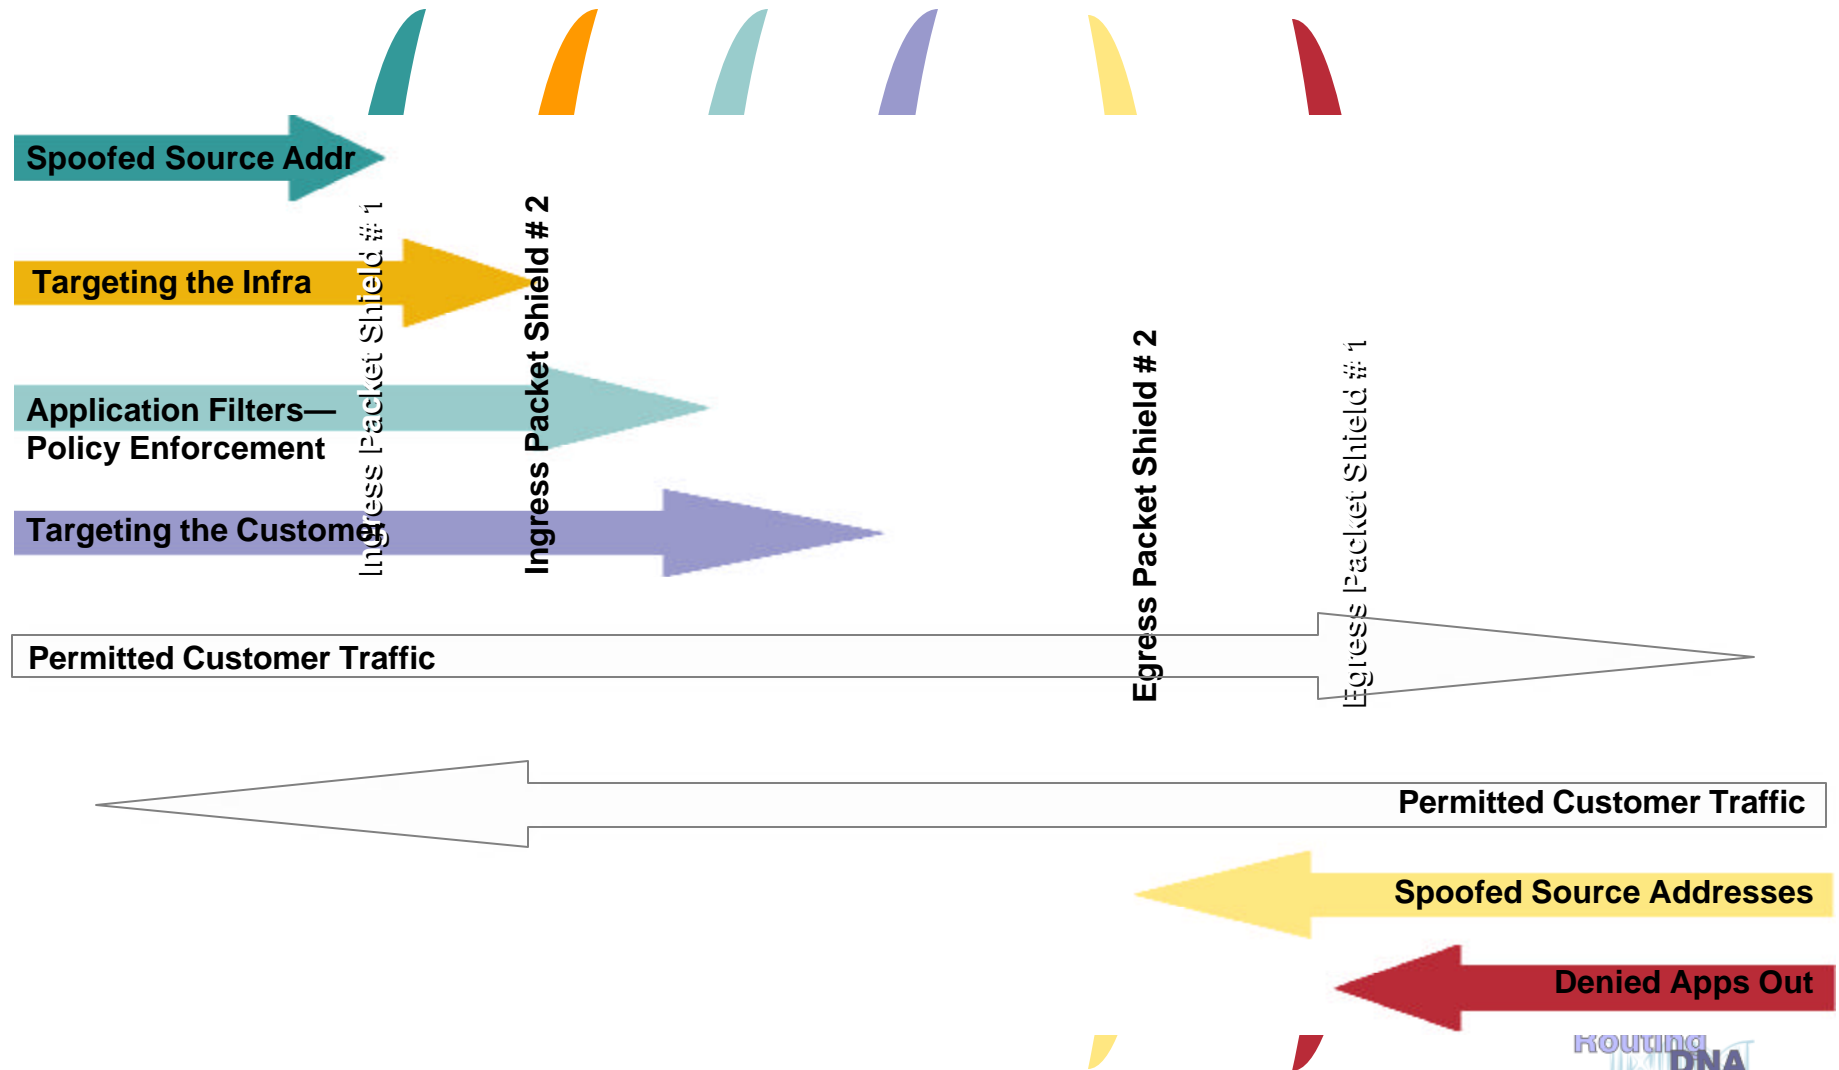 Spoofed Source Addr
Ingress Packet Shield # 1
Ingress Packet Shield # 2
Targeting the Infra
Application Filters—
Policy Enforcement
Targeting the Customer
Egress Packet Shield # 2
Egress Packet Shield # 1
Permitted Customer Traffic
Permitted Customer Traffic
Spoofed Source Addresses
Denied Apps Out
Routing
DNA